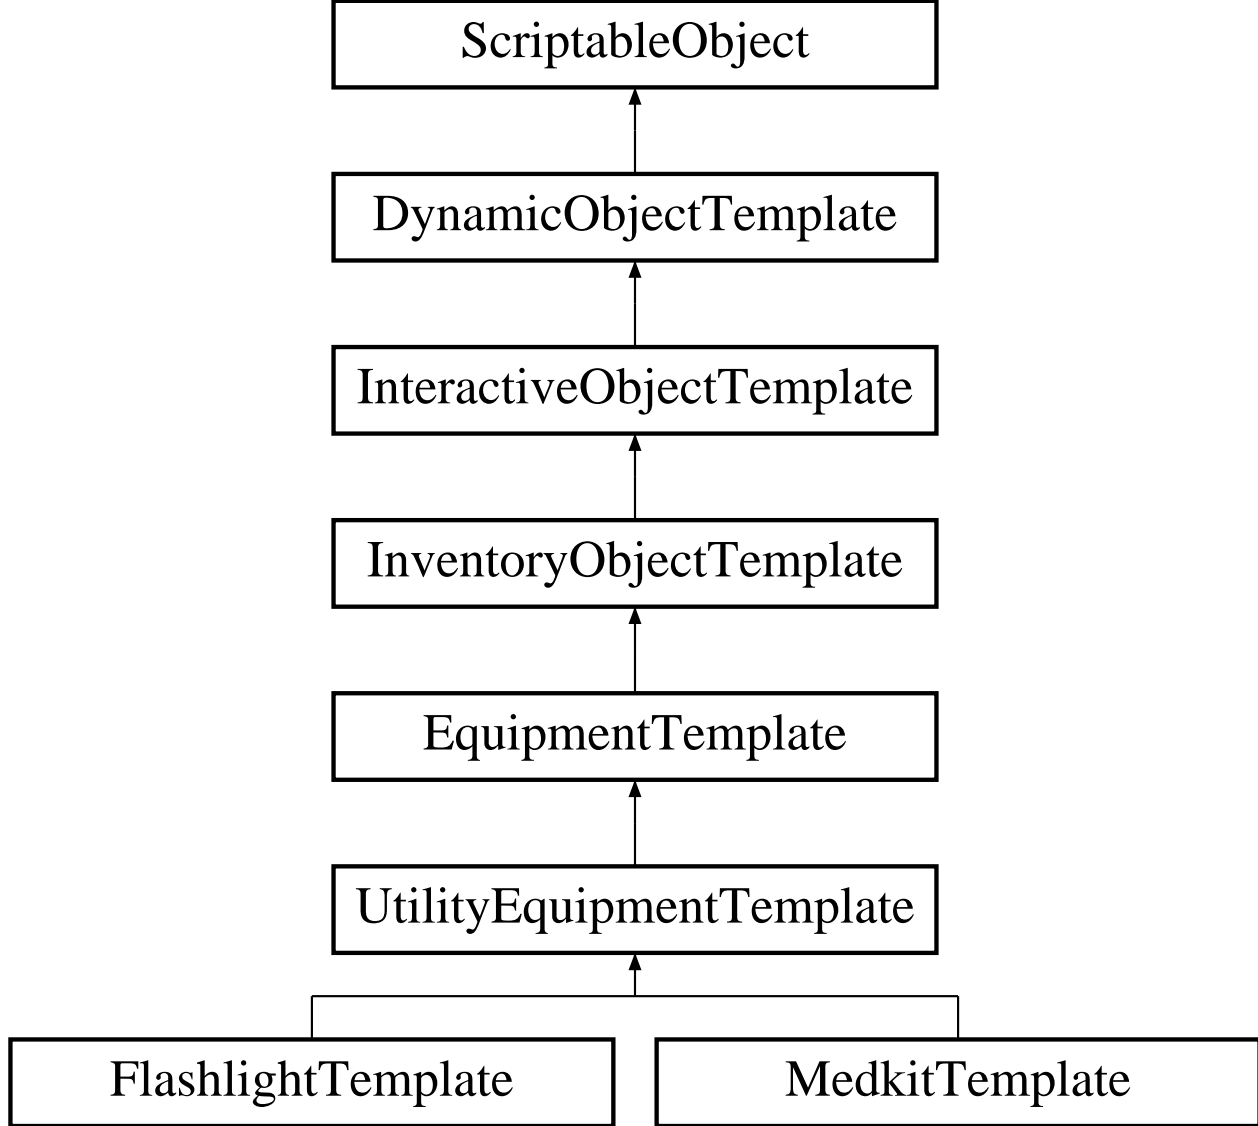 ScriptableObject
DynamicObjectTemplate
InteractiveObjectTemplate
InventoryObjectTemplate
EquipmentTemplate
UtilityEquipmentTemplate
FlashlightTemplate
MedkitTemplate